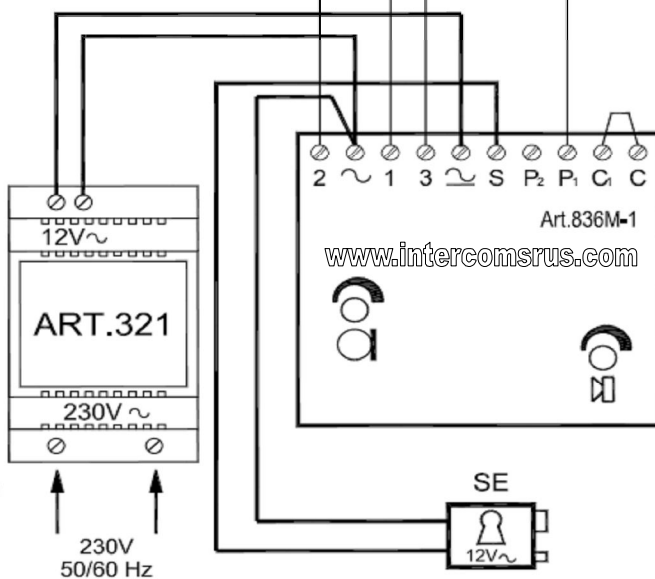 2 ~ 1 3 ≃ S P₂ P₁ C₁ C
Art.836M-1
www.intercomsrus.com
12V~
ART.321
230V ~
SE
12V~
230V
50/60 Hz